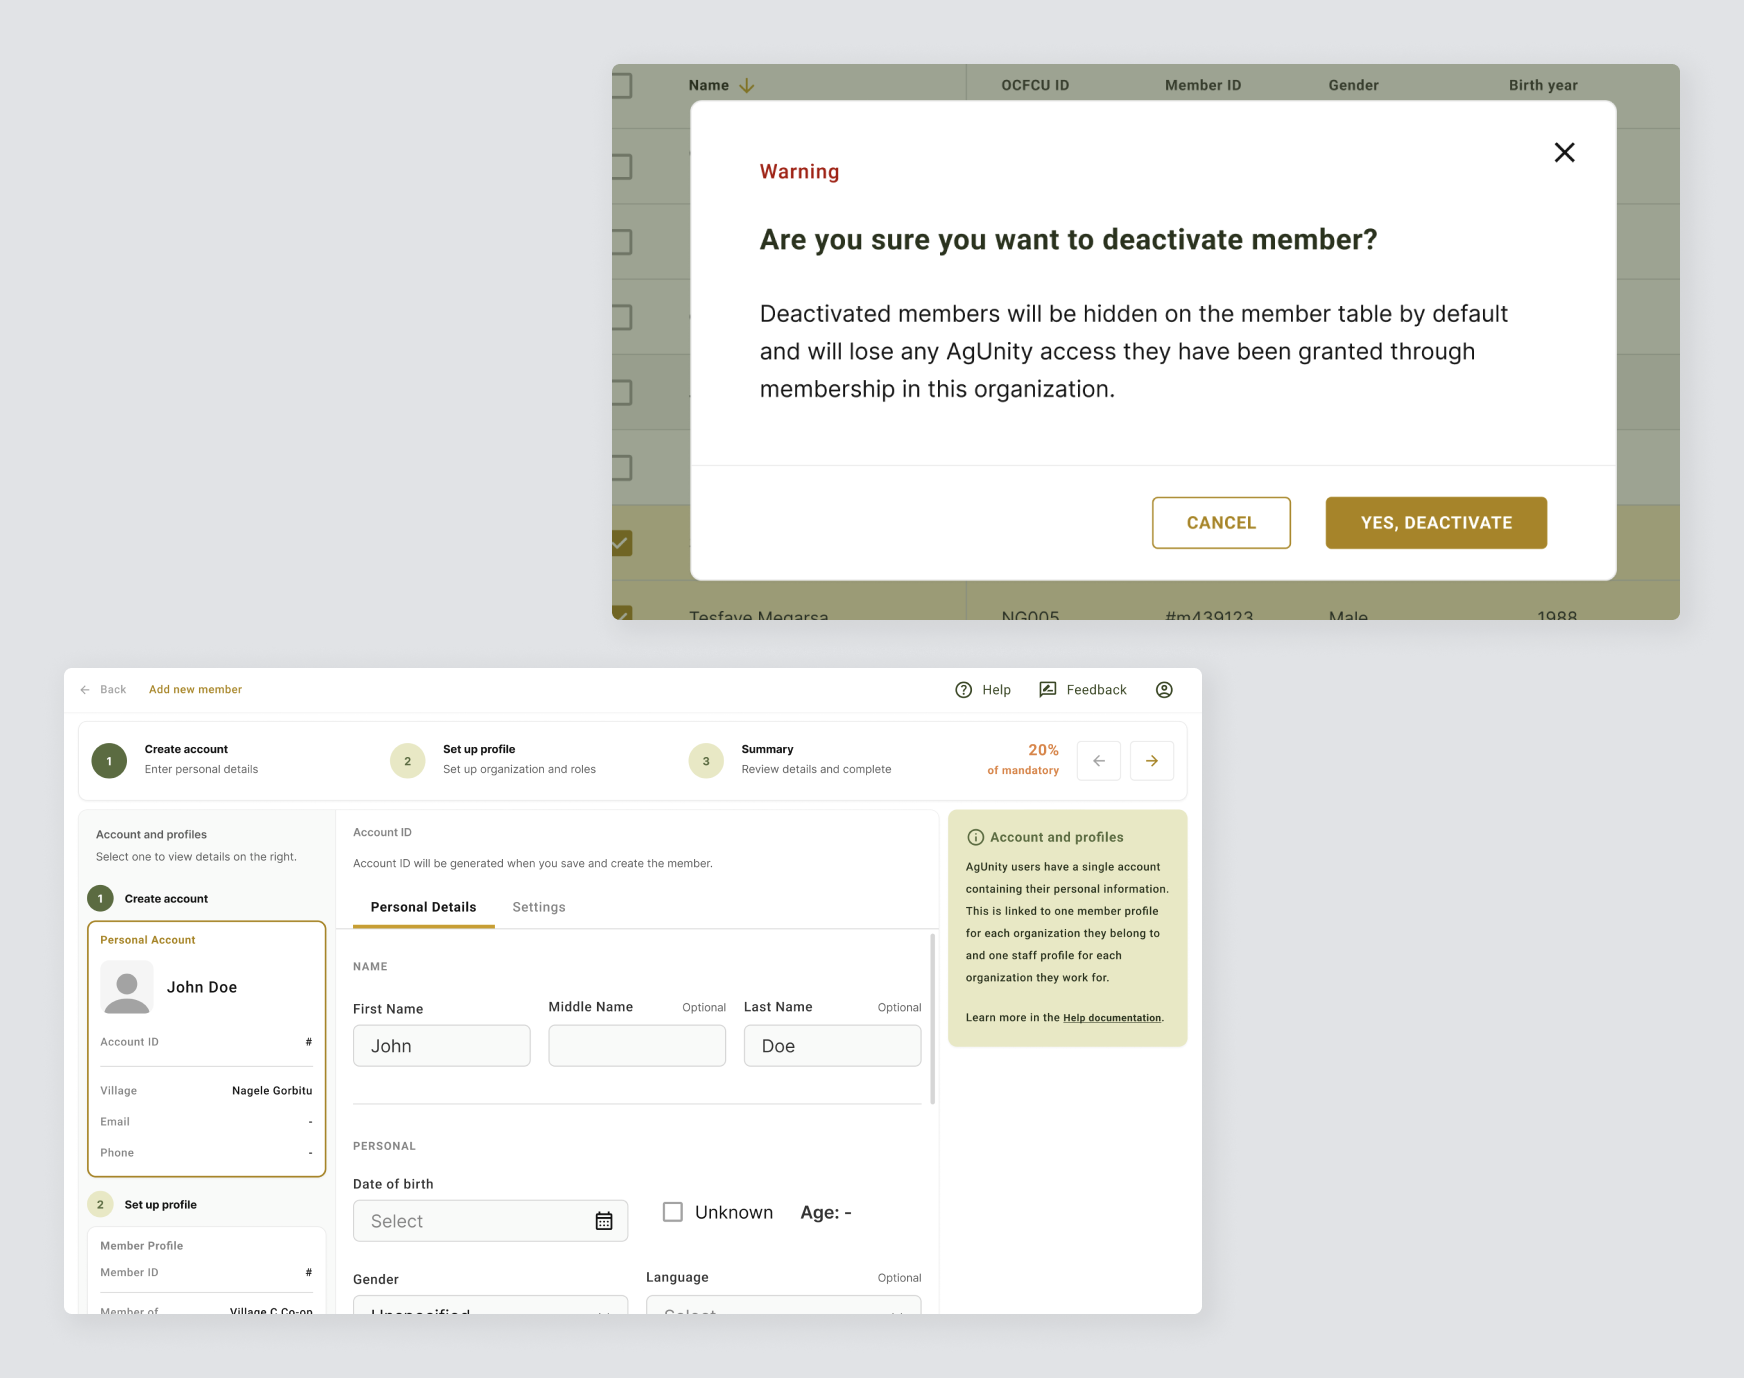 Name
OCFCU ID
Member ID
Gender
Birth year
Warning
Are you sure you want to deactivate member?
Deactivated members will be hidden on the member table by default
and will lose any AgUnity access they have been granted through
membership in this organization.
CANCEL
YES, DEACTIVATE
Tesfaye Megarsa
NG005
#m439123
Male
1988
Back
Add new member
Help
Feedback
1
Create account
Enter personal details
2
Set up profile
Set up organization and roles
3
Summary
Review details and complete
20%
of mandatory
Account and profiles
Select one to view details on the right.
1
Create account
Personal Account
John Doe
Account ID
#
Village
Nagele Gorbitu
Email
-
Phone
-
2
Set up profile
Member Profile
Member ID
#
Member of
Village C Co-op
Account ID
Account ID will be generated when you save and create the member.
Personal Details
Settings
NAME
First Name
Middle Name
Optional
Last Name
Optional
John
Doe
PERSONAL
Date of birth
Select
Unknown
Age: -
Gender
Language
Optional
Unspecified
Select
Account and profiles
AgUnity users have a single account
containing their personal information.
This is linked to one member profile
for each organization they belong to
and one staff profile for each
organization they work for.
Learn more in the Help documentation.